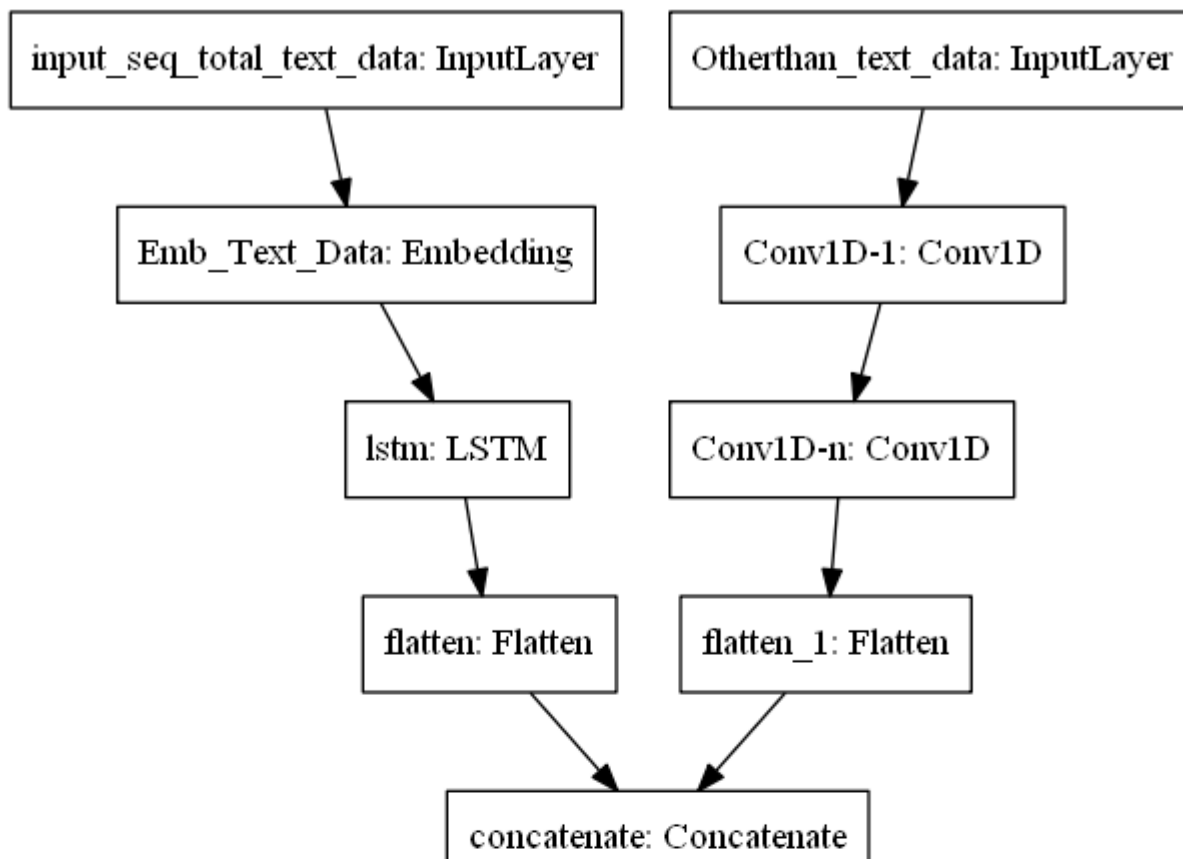 input_seq_total_text_data: InputLayer
Otherthan_text_data: InputLayer
Emb_Text_Data: Embedding
Conv1D-1: Conv1D
lstm: LSTM
Conv1D-n: Conv1D
flatten: Flatten
flatten_1: Flatten
concatenate: Concatenate